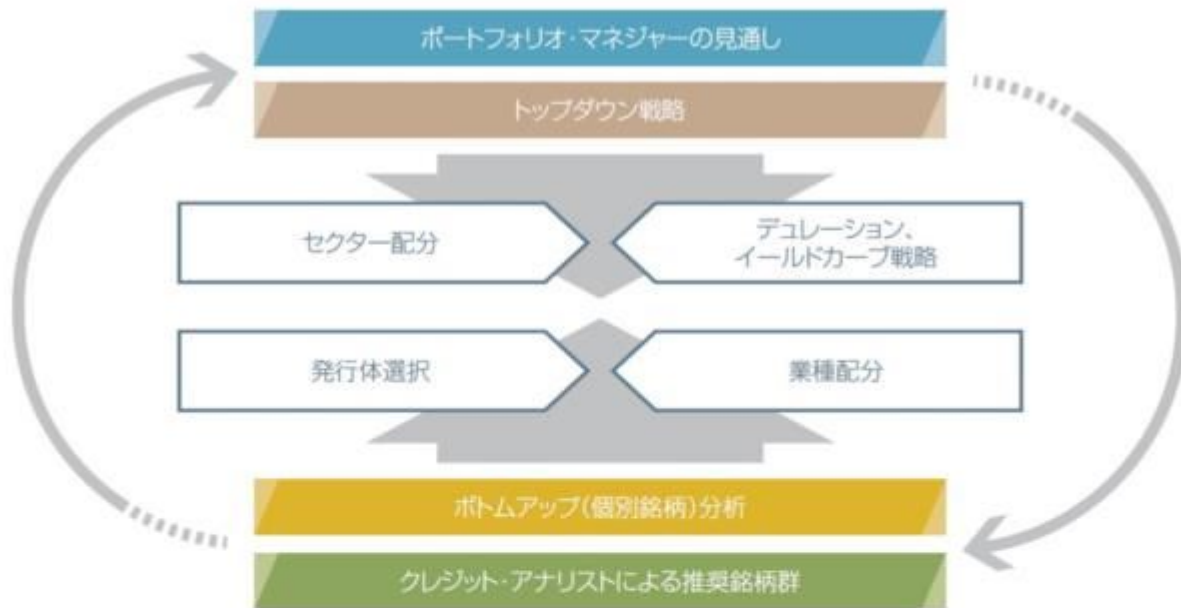 ポートフォリオ・マネジャーの見通し
トップダウン戦略
セクター配分
デュレーション、
イールドカーブ戦略
発行体選択
業種配分
ボトムアップ(個別銘柄)分析
クレジット・アナリストによる推奨銘柄群